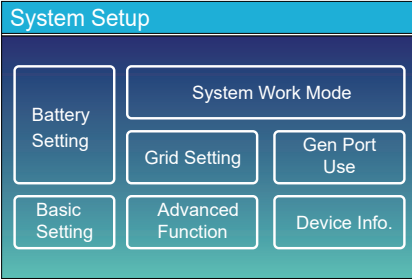 System Setup
Battery
Setting
System Work Mode
Grid Setting
Gen Port
Use
Basic
Setting
Advanced
Function
Device Info.